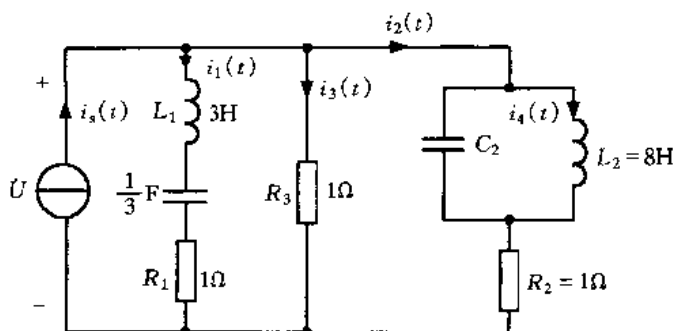 i₂(t)
+
i₁(t)
iₛ(t)
L₁
3H
i₃(t)
i₄(t)
C₂
L₂ = 8H
U̇
1/3 F
R₃
1Ω
R₁
1Ω
R₂ = 1Ω
−